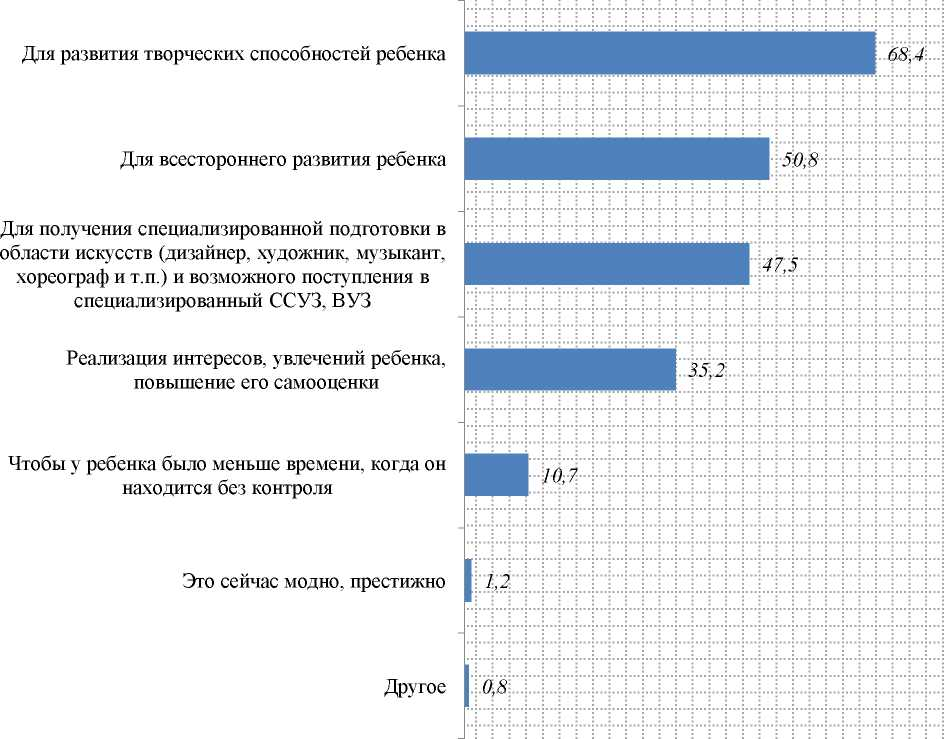 Для развития творческих способностей ребенка
68,4
Для всестороннего развития ребенка
50,8
Для получения специализированной подготовки в
области искусств (дизайнер, художник, музыкант,
хореограф и т.п.) и возможного поступления в
специализированный ССУЗ, ВУЗ
47,5
Реализация интересов, увлечений ребенка,
повышение его самооценки
35,2
Чтобы у ребенка было меньше времени, когда он
находится без контроля
10,7
Это сейчас модно, престижно
1,2
Другое
0,8